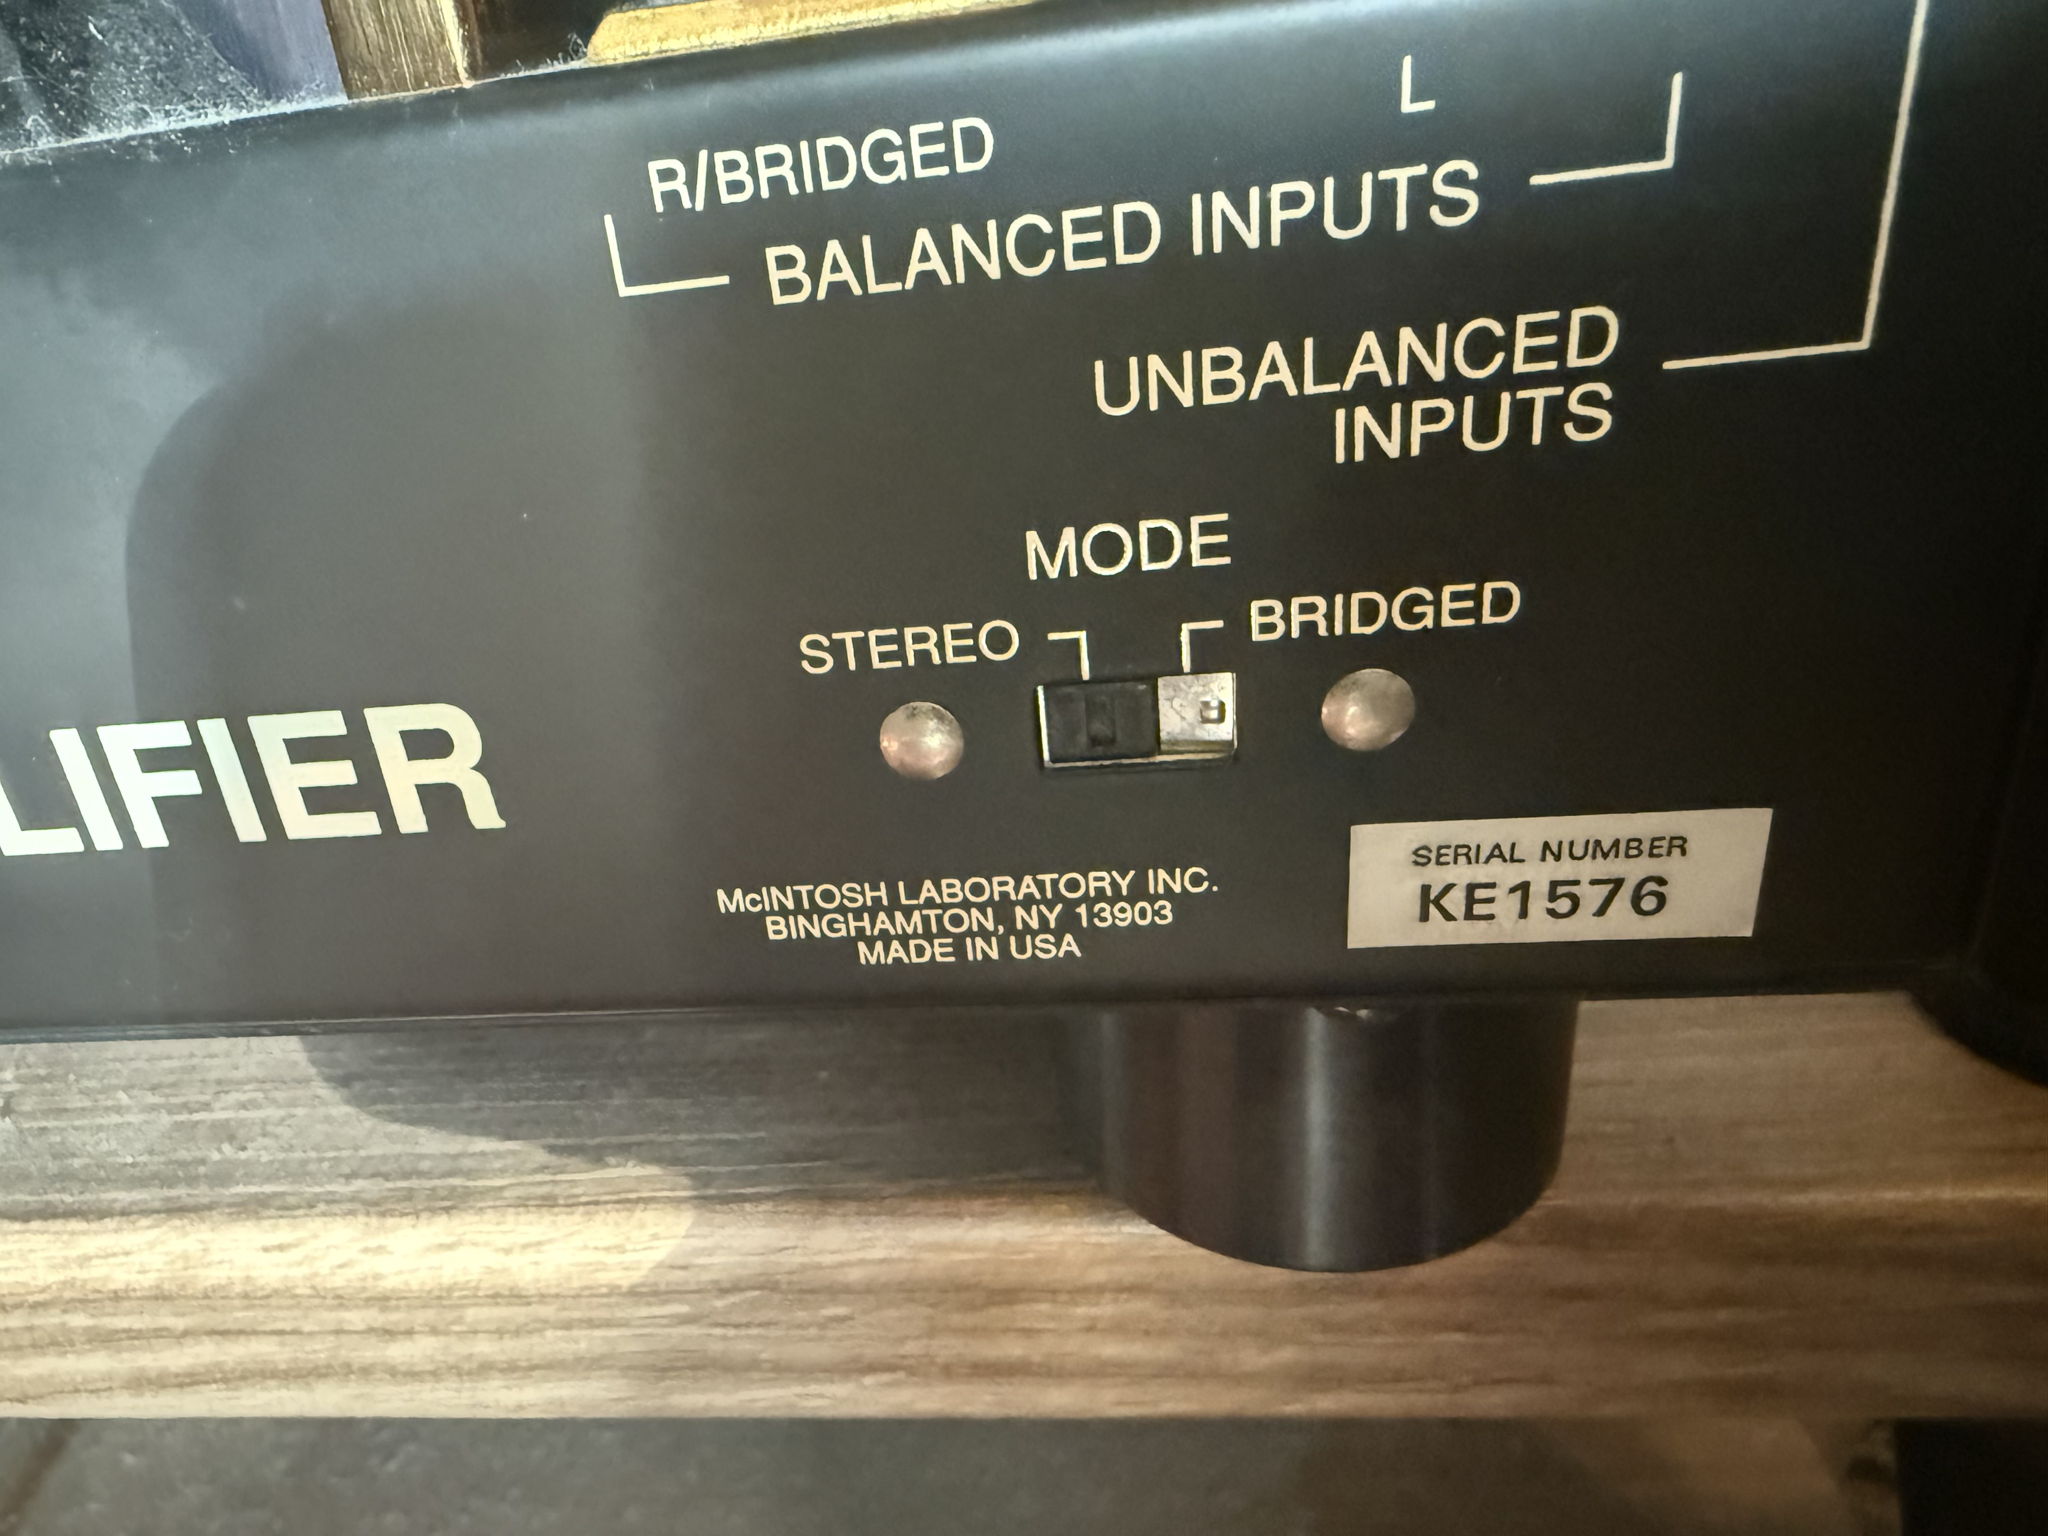 L
R/BRIDGED
BALANCED INPUTS
UNBALANCED
INPUTS
MODE
STEREO
BRIDGED
LIFIER
McINTOSH LABORATORY INC.
BINGHAMTON, NY 13903
MADE IN USA
SERIAL NUMBER
KE1576